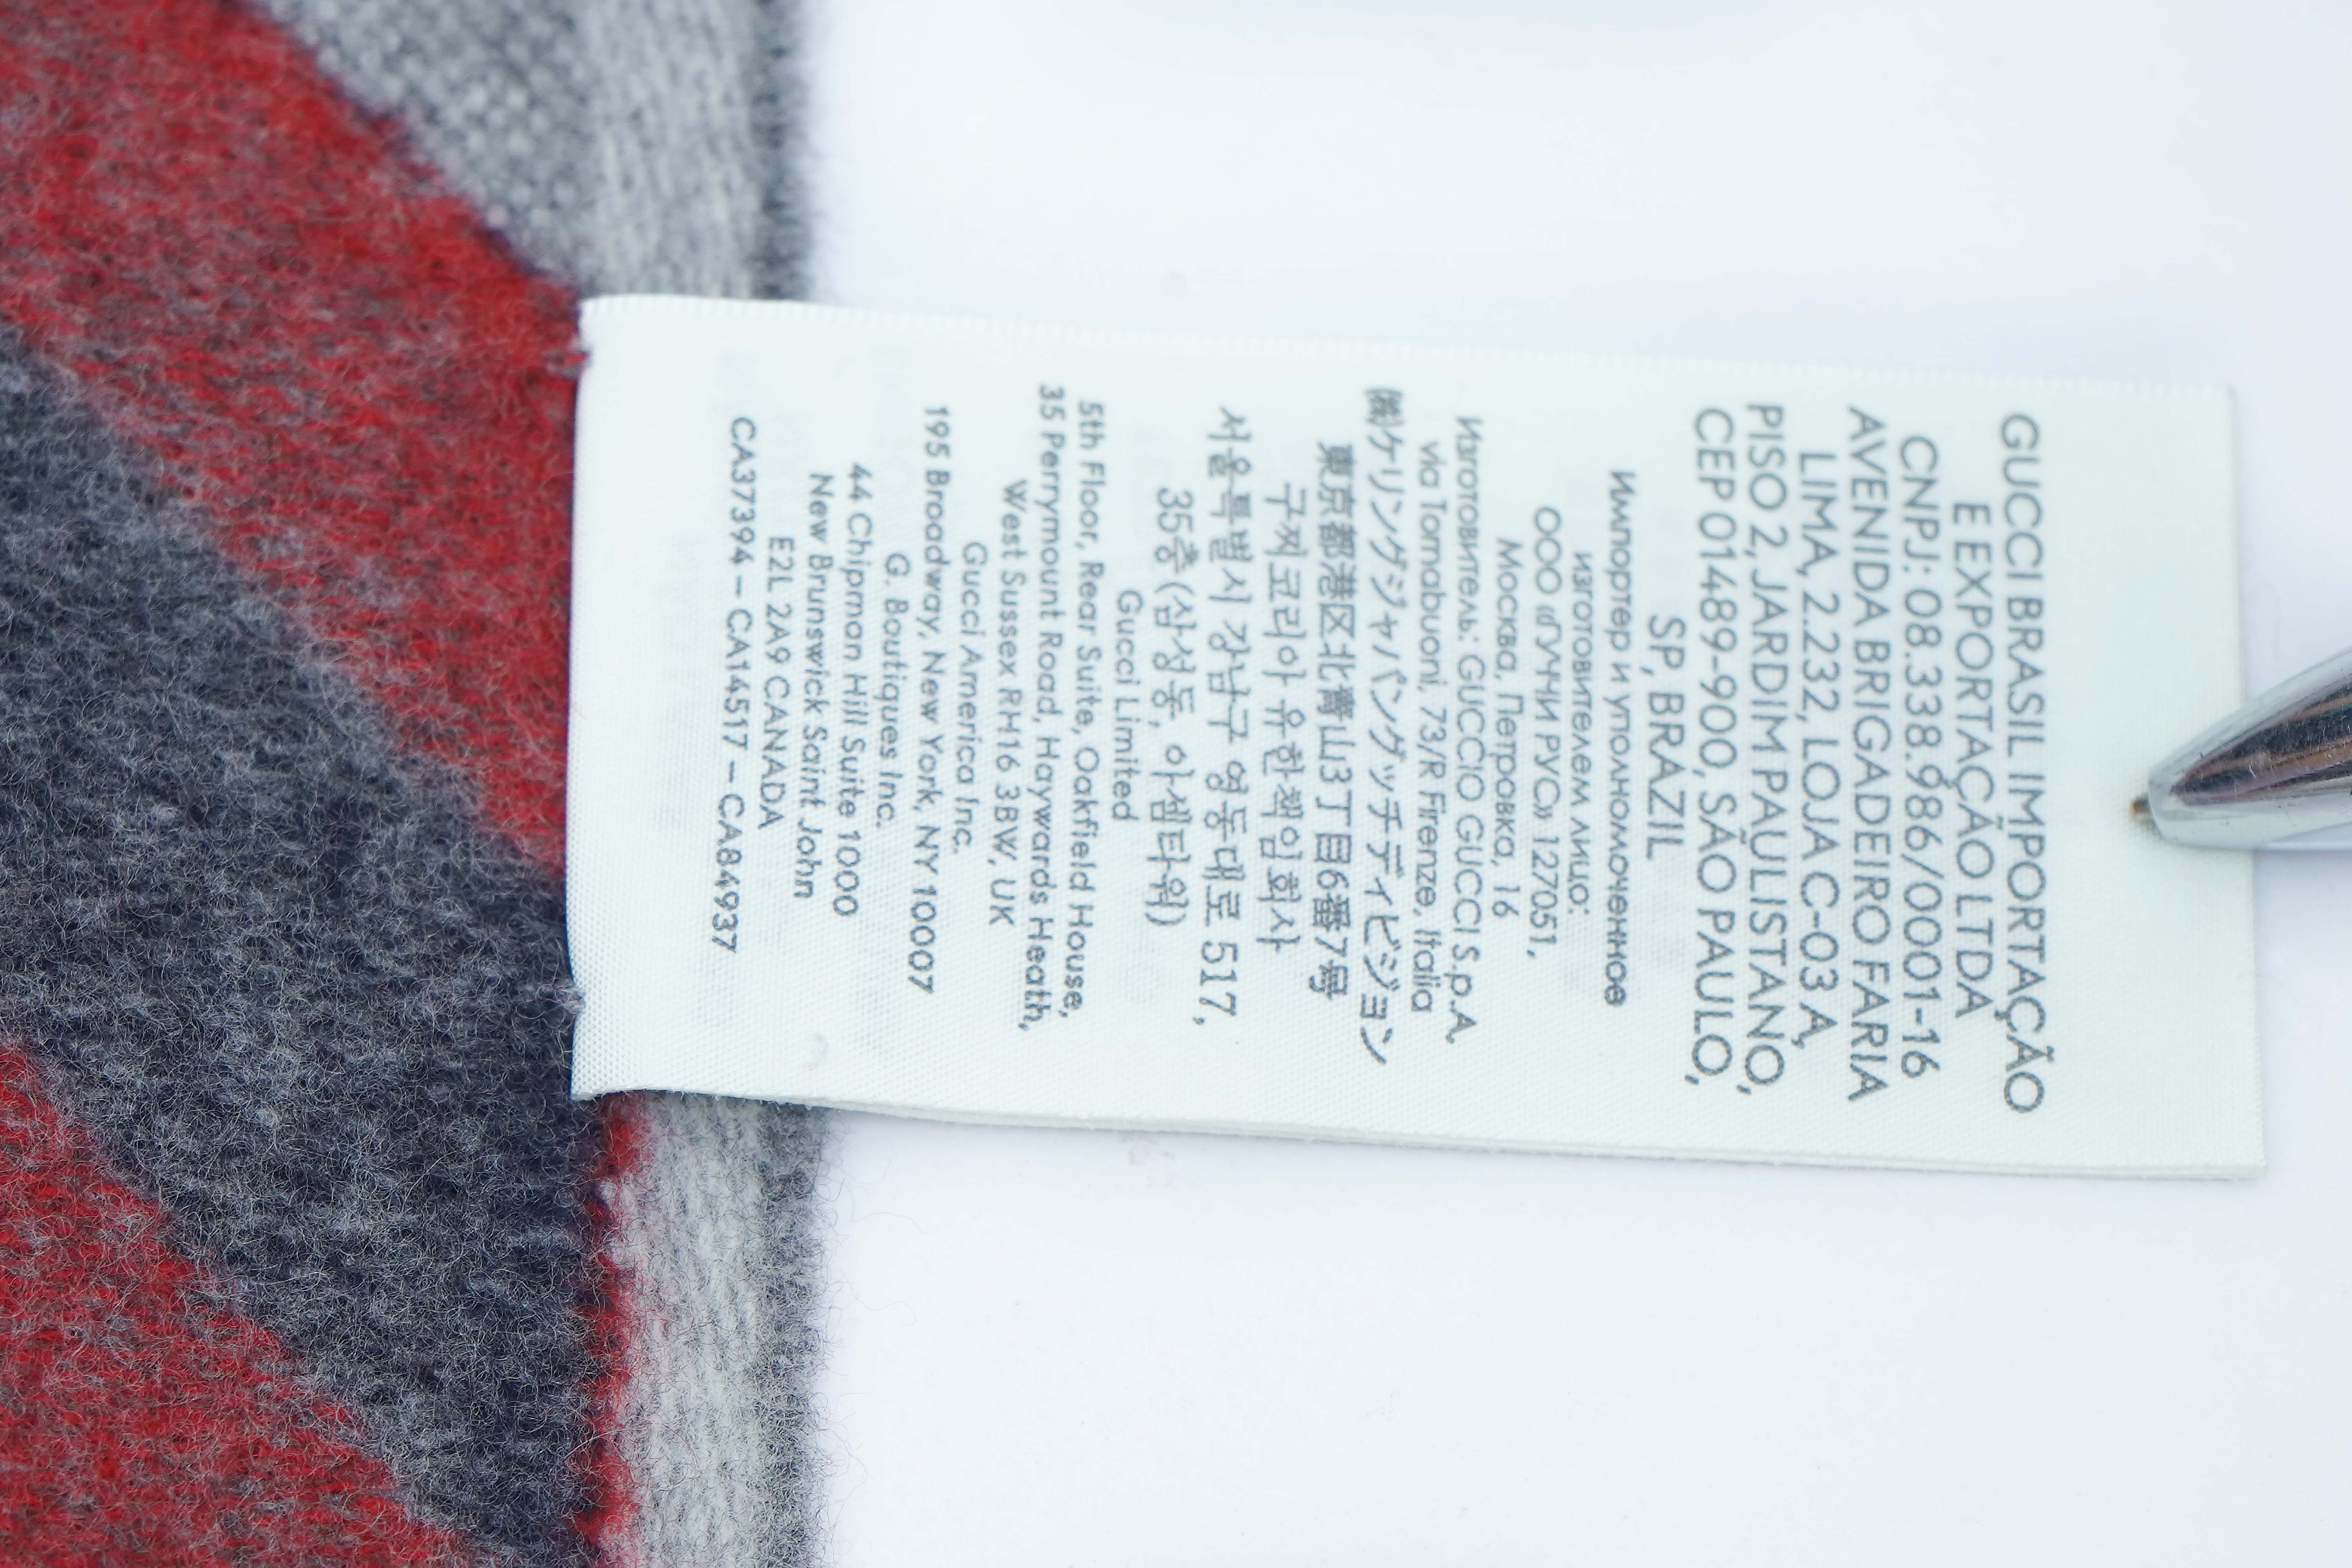 GUCCI BRASIL IMPORTAÇÃO
E EXPORTAÇÃO LTDA
CNPJ: 08.338.986/0001-16
AVENIDA BRIGADEIRO FARIA
LIMA, 2.232, LOJA C-03 A,
PISO 2, JARDIM PAULISTANO,
CEP 01489-900, SÃO PAULO,
SP, BRAZIL
Импортер и уполномоченное
изготовителем лицо:
ООО «ГУЧЧИ РУС» 127051,
Москва, Петровка, 16
Изготовитель: GUCCIO GUCCI S.p.A.
via Tornabuoni, 73/R Firenze, Italia
㈱ケリングジャパングッチディビジョン
東京都港区北青山3丁目6番7号
구찌코리아 유한책임회사
서울특별시 강남구 영동대로 517,
35층 (삼성동, 아셈타워)
Gucci Limited
5th Floor, Rear Suite, Oakfield House,
35 Perrymount Road, Haywards Heath,
West Sussex RH16 3BW, UK
Gucci America Inc.
195 Broadway, New York, NY 10007
G. Boutiques Inc.
44 Chipman Hill Suite 1000
New Brunswick Saint John
E2L 2A9 CANADA
CA37394 – CA14517 – CA84937